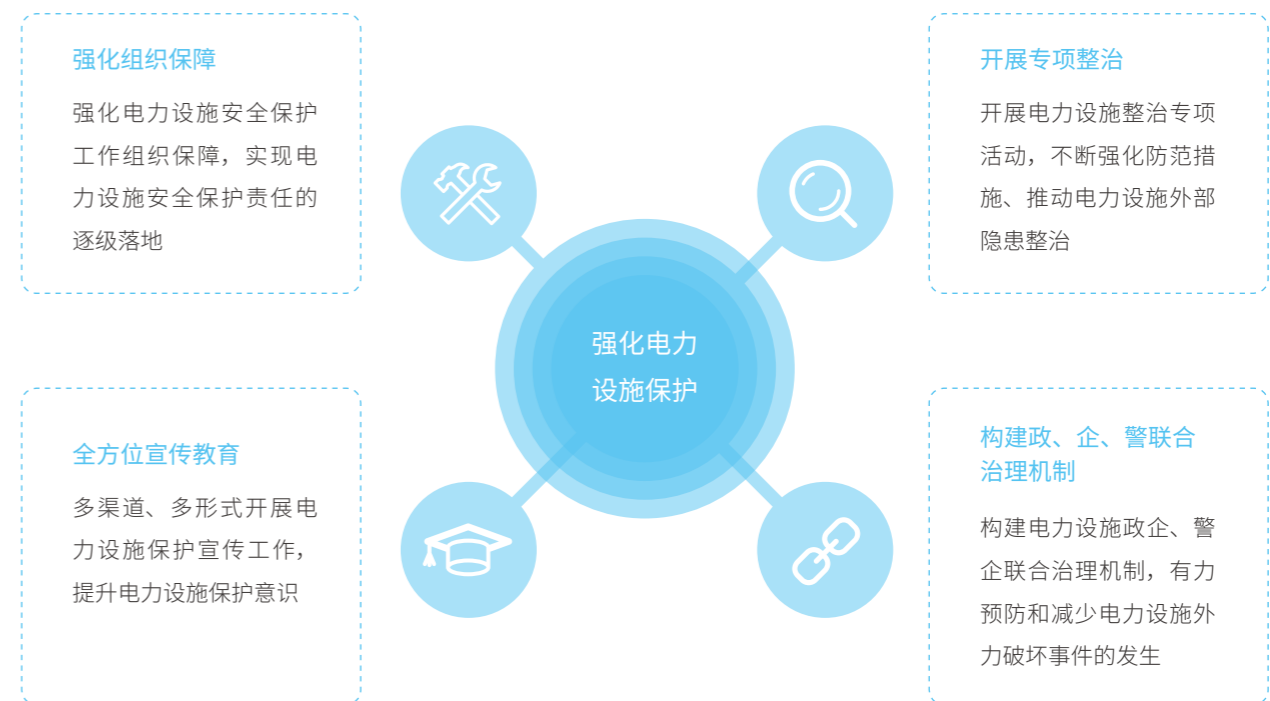 强化组织保障
强化电力设施安全保护
工作组织保障，实现电
力设施安全保护责任的
逐级落地
开展专项整治
开展电力设施整治专项
活动，不断强化防范措
施、推动电力设施外部
隐患整治
强化电力
设施保护
全方位宣传教育
多渠道、多形式开展电
力设施保护宣传工作，
提升电力设施保护意识
构建政、企、警联合
治理机制
构建电力设施政企、警
企联合治理机制，有力
预防和减少电力设施外
力破坏事件的发生